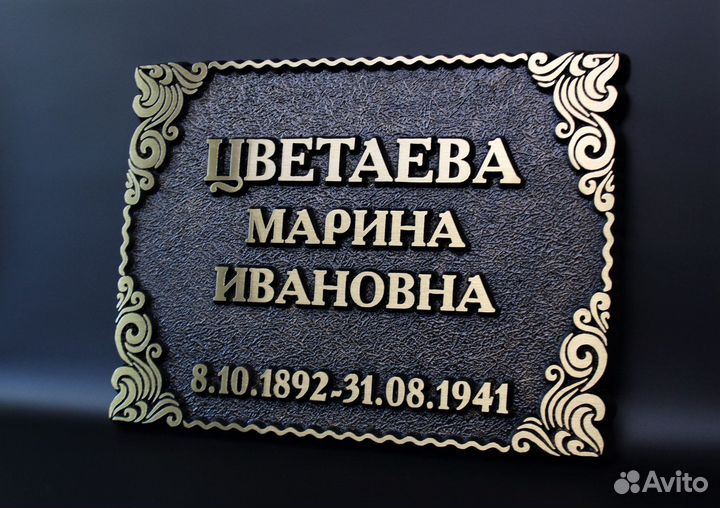 ЦВЕТАЕВА
МАРИНА
ИВАНОВНА
8.10.1892-31.08.1941
Avito